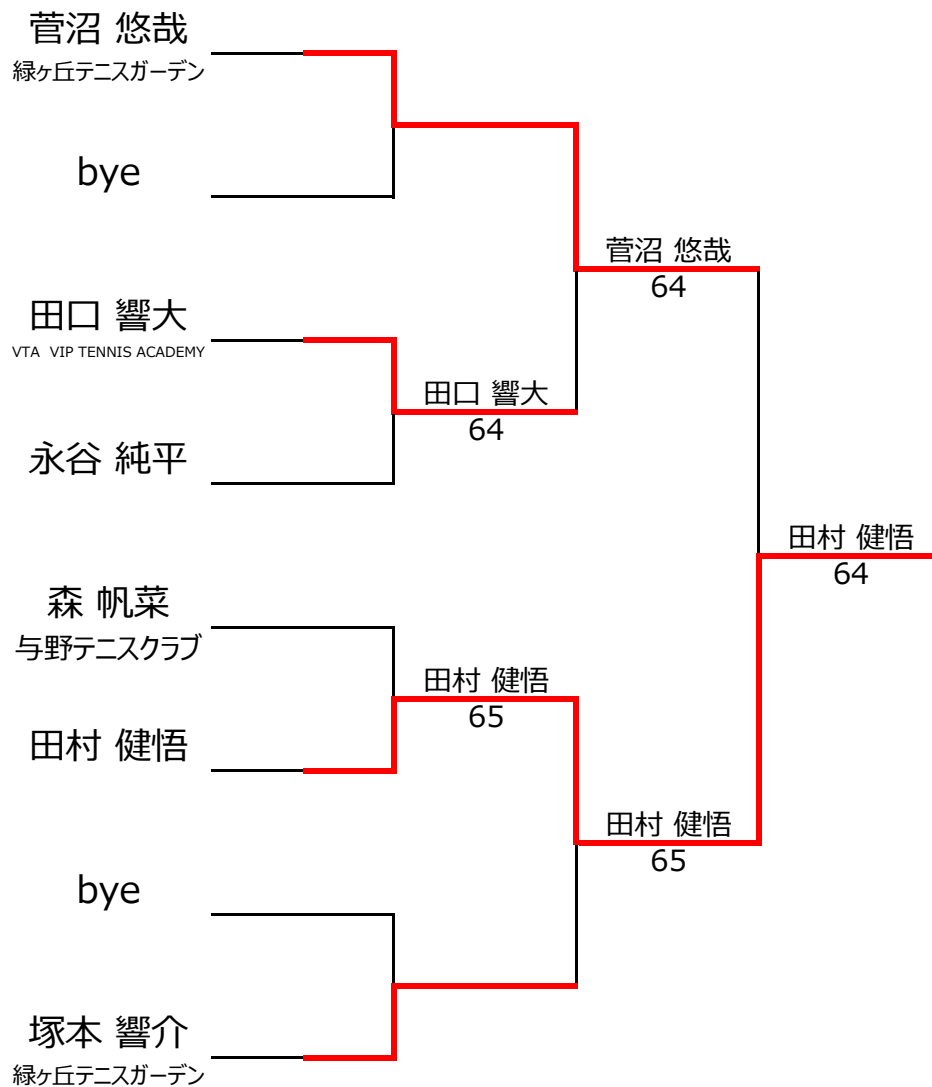 菅沼 悠哉
緑ヶ丘テニスガーデン
bye
菅沼 悠哉
64
田口 響大
VTA VIP TENNIS ACADEMY
田口 響大
64
永谷 純平
田村 健悟
64
森 帆菜
与野テニスクラブ
田村 健悟
65
田村 健悟
田村 健悟
65
bye
塚本 響介
緑ヶ丘テニスガーデン